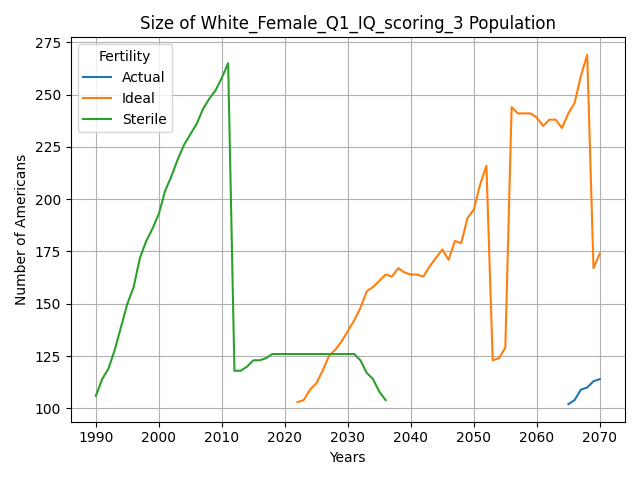 Size of White_Female_Q1_IQ_scoring_3 Population
Fertility
Actual
Ideal
Sterile
Number of Americans
275
250
225
200
175
150
125
100
1990 2000 2010 2020 2030 2040 2050 2060 2070
Years